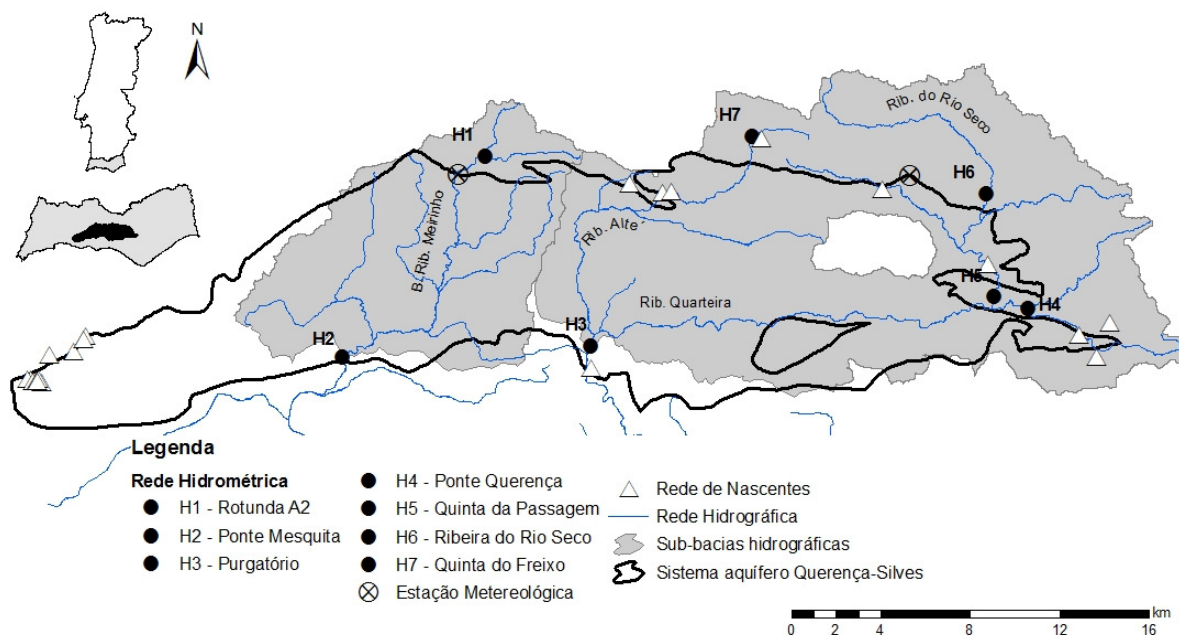 N
H7
Rib. do Rio Seco
H1
H6
B. Rib. Meirinho
Rib. Alte
H5
Rib. Quarteira
H4
H3
H2
Legenda
Rede Hidrométrica
H1 - Rotunda A2
H2 - Ponte Mesquita
H3 - Purgatório
H4 - Ponte Querença
H5 - Quinta da Passagem
H6 - Ribeira do Rio Seco
H7 - Quinta do Freixo
Estação Metereológica
Rede de Nascentes
Rede Hidrográfica
Sub-bacias hidrográficas
Sistema aquífero Querença-Silves
km
0 2 4 8 12 16